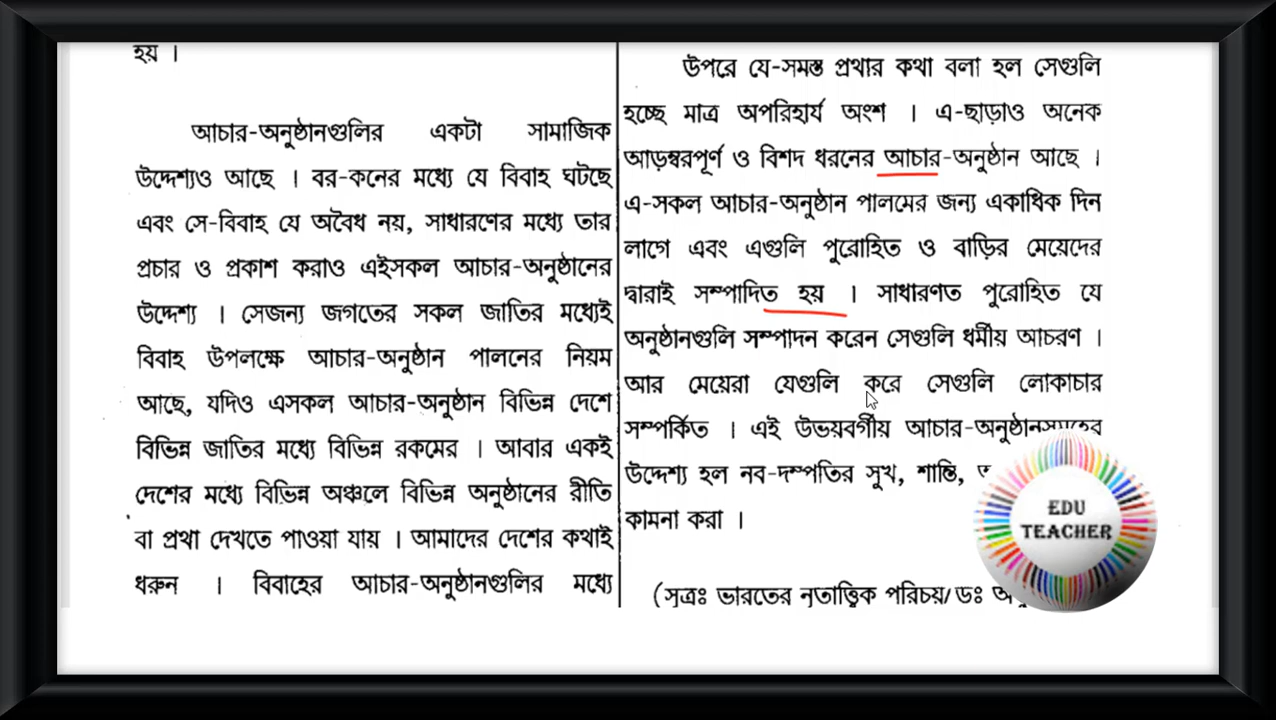 হয় ।
আচার-অনুষ্ঠানগুলির একটা সামাজিক
উদ্দেশ্যও আছে । বর-কনের মধ্যে যে বিবাহ ঘটছে
এবং সে-বিবাহ যে অবৈধ নয়, সাধারণের মধ্যে তার
প্রচার ও প্রকাশ করাও এইসকল আচার-অনুষ্ঠানের
উদ্দেশ্য । সেজন্য জগতের সকল জাতির মধ্যেই
বিবাহ উপলক্ষে আচার-অনুষ্ঠান পালনের নিয়ম
আছে, যদিও এসকল আচার-অনুষ্ঠান বিভিন্ন দেশে
বিভিন্ন জাতির মধ্যে বিভিন্ন রকমের । আবার একই
দেশের মধ্যে বিভিন্ন অঞ্চলে বিভিন্ন অনুষ্ঠানের রীতি
বা প্রথা দেখতে পাওয়া যায় । আমাদের দেশের কথাই
ধরুন । বিবাহের আচার-অনুষ্ঠানগুলির মধ্যে
উপরে যে-সমস্ত প্রথার কথা বলা হল সেগুলি
হচ্ছে মাত্র অপরিহার্য অংশ । এ-ছাড়াও অনেক
আড়ম্বরপূর্ণ ও বিশদ ধরনের আচার-অনুষ্ঠান আছে ।
এ-সকল আচার-অনুষ্ঠান পালমের জন্য একাধিক দিন
লাগে এবং এগুলি পুরোহিত ও বাড়ির মেয়েদের
দ্বারাই সম্পাদিত হয় । সাধারণত পুরোহিত যে
অনুষ্ঠানগুলি সম্পাদন করেন সেগুলি ধর্মীয় আচরণ ।
আর মেয়েরা যেগুলি করে সেগুলি লোকাচার
সম্পর্কিত । এই উভয়বর্গীয় আচার-অনুষ্ঠানসমূহের
উদ্দেশ্য হল নব-দম্পতির সুখ, শান্তি,
কামনা করা ।
(সূত্রঃ ভারতের নৃতাত্ত্বিক পরিচয়/ ডঃ
EDU
TEACHER